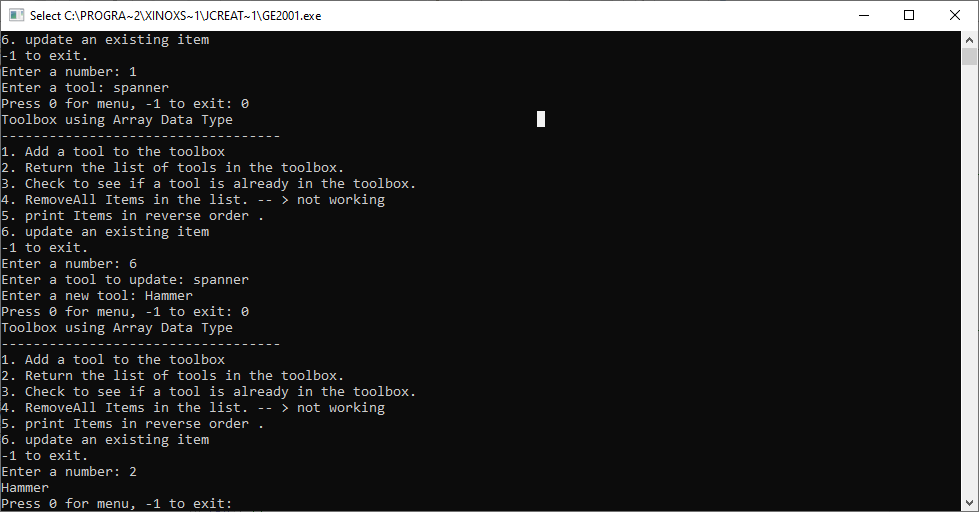 Select C:\PROGRA~2\XINOXS~1\JCREAT~1\GE2001.exe
6. update an existing item
-1 to exit.
Enter a number: 1
Enter a tool: spanner
Press 0 for menu, -1 to exit: 0
Toolbox using Array Data Type
-----------------------------------
1. Add a tool to the toolbox
2. Return the list of tools in the toolbox.
3. Check to see if a tool is already in the toolbox.
4. RemoveAll Items in the list. -- > not working
5. print Items in reverse order .
6. update an existing item
-1 to exit.
Enter a number: 6
Enter a tool to update: spanner
Enter a new tool: Hammer
Press 0 for menu, -1 to exit: 0
Toolbox using Array Data Type
-----------------------------------
1. Add a tool to the toolbox
2. Return the list of tools in the toolbox.
3. Check to see if a tool is already in the toolbox.
4. RemoveAll Items in the list. -- > not working
5. print Items in reverse order .
6. update an existing item
-1 to exit.
Enter a number: 2
Hammer
Press 0 for menu, -1 to exit: